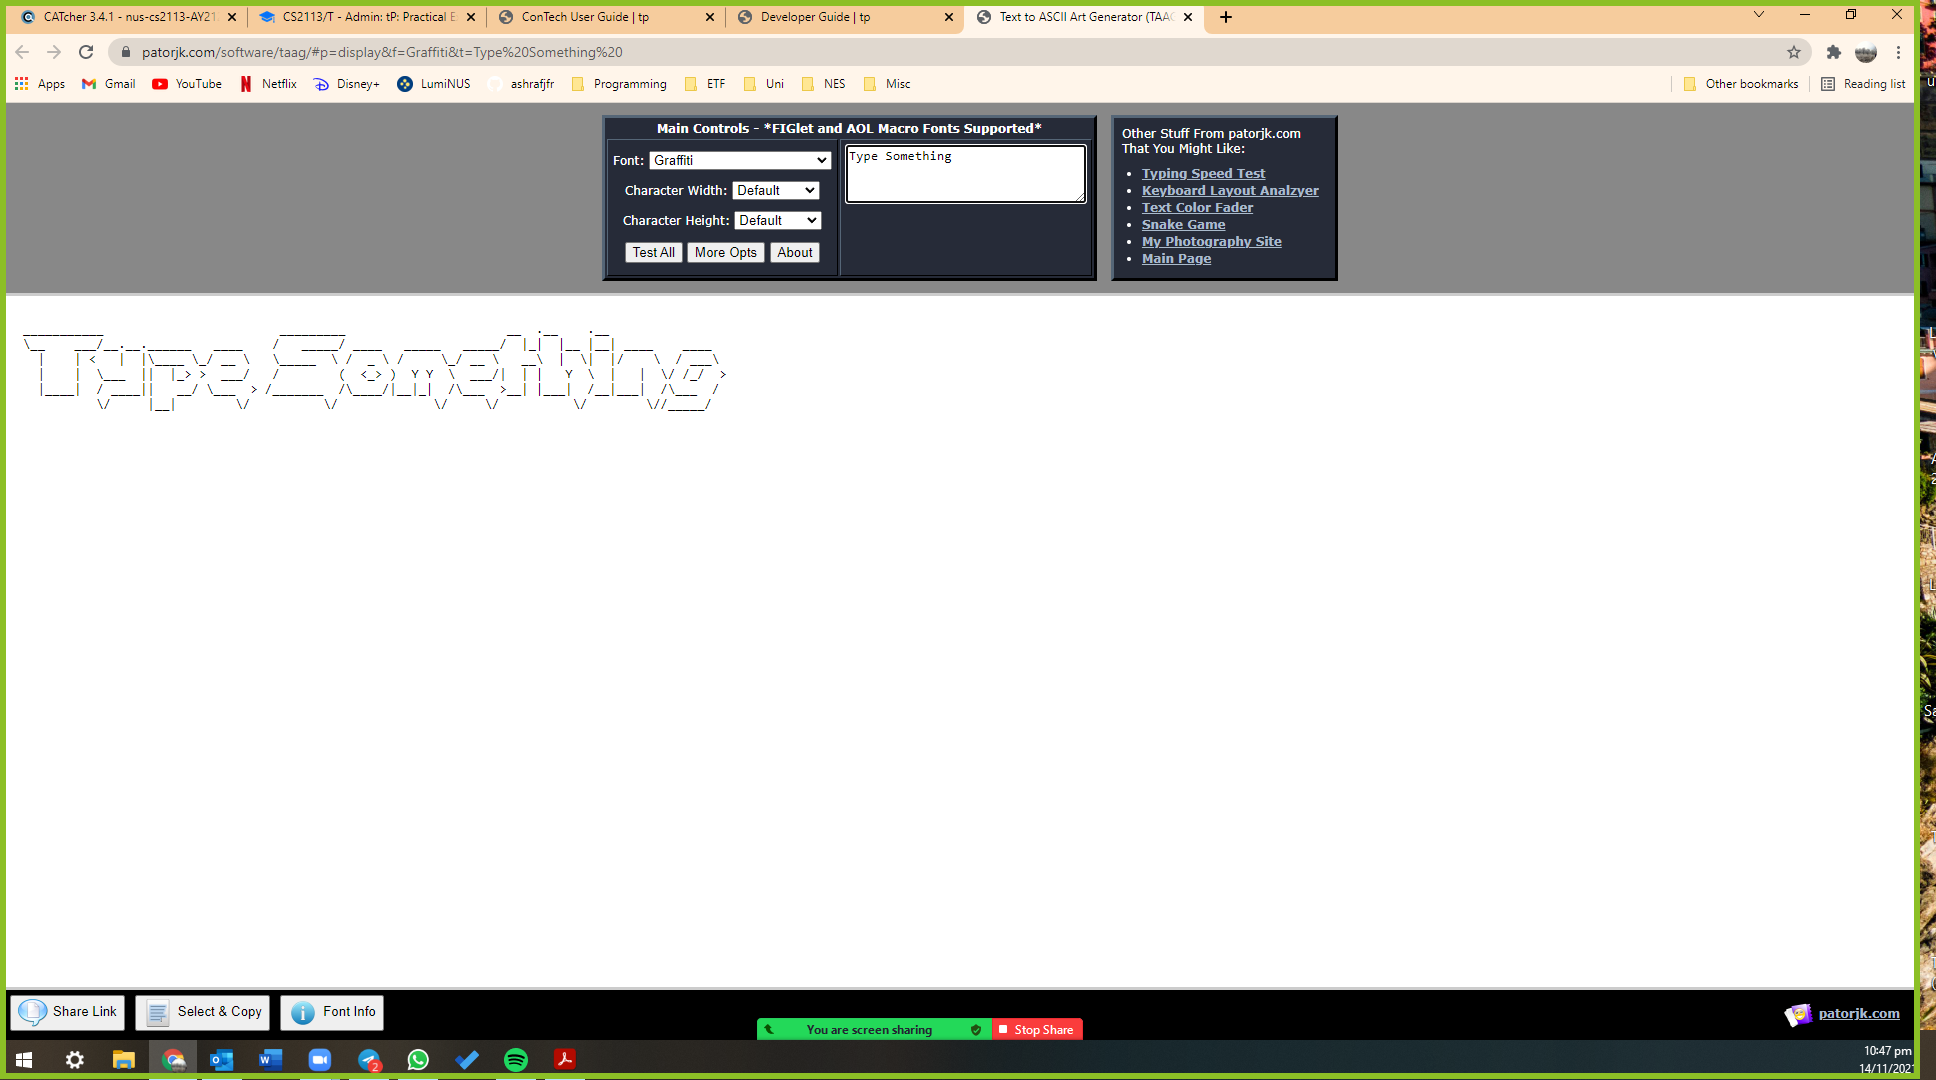 CATcher 3.4.1 - nus-cs2113-AY21
CS2113/T - Admin: tP: Practical E
ConTech User Guide | tp
Developer Guide | tp
Text to ASCII Art Generator (TAAG
patorjk.com/software/taag/#p=display&f=Graffiti&t=Type%20Something%20
Apps
Gmail
YouTube
Netflix
Disney+
LumiNUS
ashrafjfr
Programming
ETF
Uni
NES
Misc
Other bookmarks
Reading list
Main Controls - *FIGlet and AOL Macro Fonts Supported*
Font: Graffiti
Character Width: Default
Character Height: Default
Test All
More Opts
About
Type Something
Other Stuff From patorjk.com
That You Might Like:
Typing Speed Test
Keyboard Layout Analzyer
Text Color Fader
Snake Game
My Photography Site
Main Page
Type Something
Share Link
Select & Copy
Font Info
patorjk.com
You are screen sharing
Stop Share
2
10:47 pm
14/11/2021